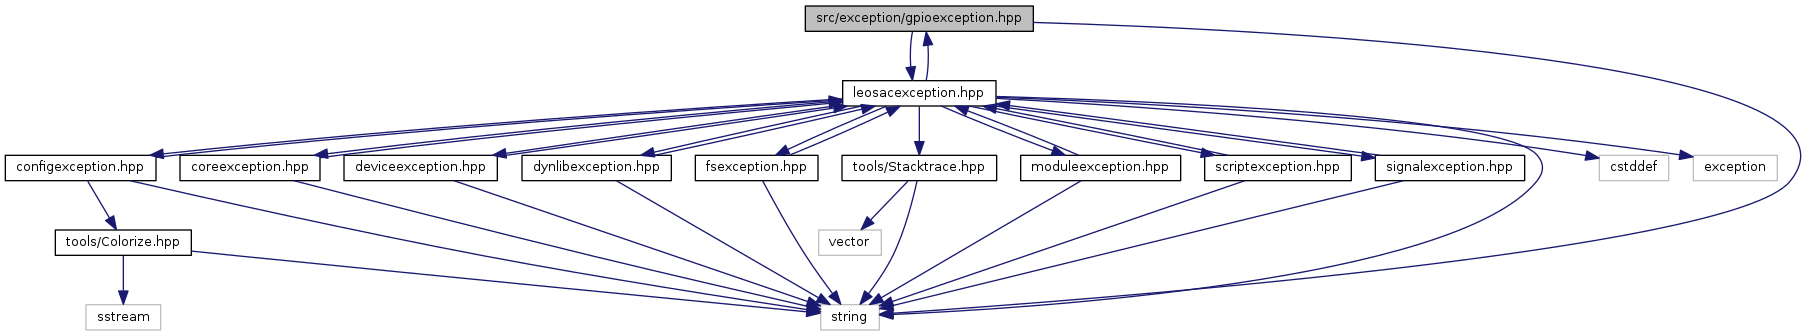 src/exception/gpioexception.hpp
leosacexception.hpp
configexception.hpp
coreexception.hpp
deviceexception.hpp
dynlibexception.hpp
fsexception.hpp
tools/Stacktrace.hpp
moduleexception.hpp
scriptexception.hpp
signalexception.hpp
cstddef
exception
tools/Colorize.hpp
vector
sstream
string